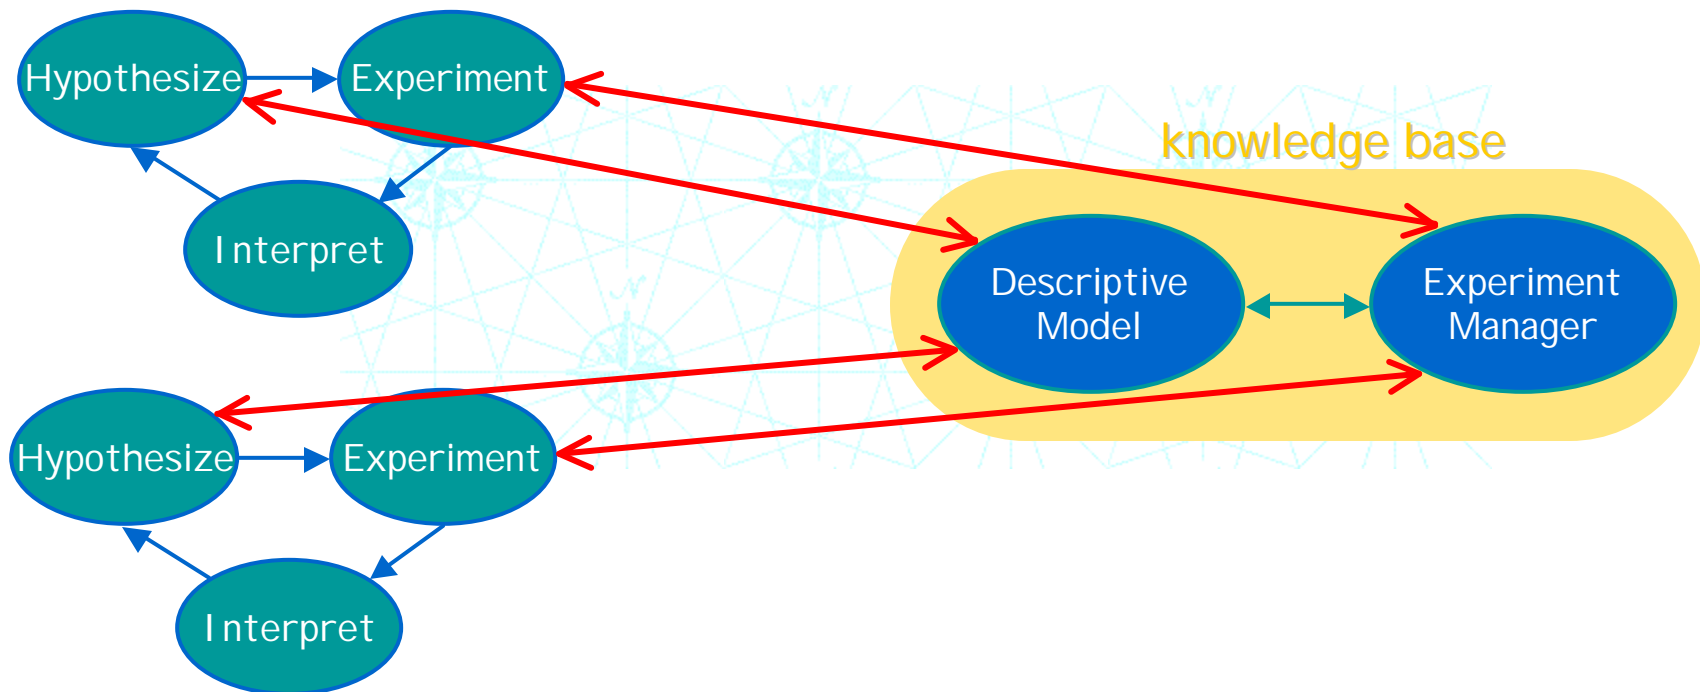 Hypothesize
Experiment
Interpret
knowledge base
Descriptive
Model
Experiment
Manager
Hypothesize
Experiment
Interpret